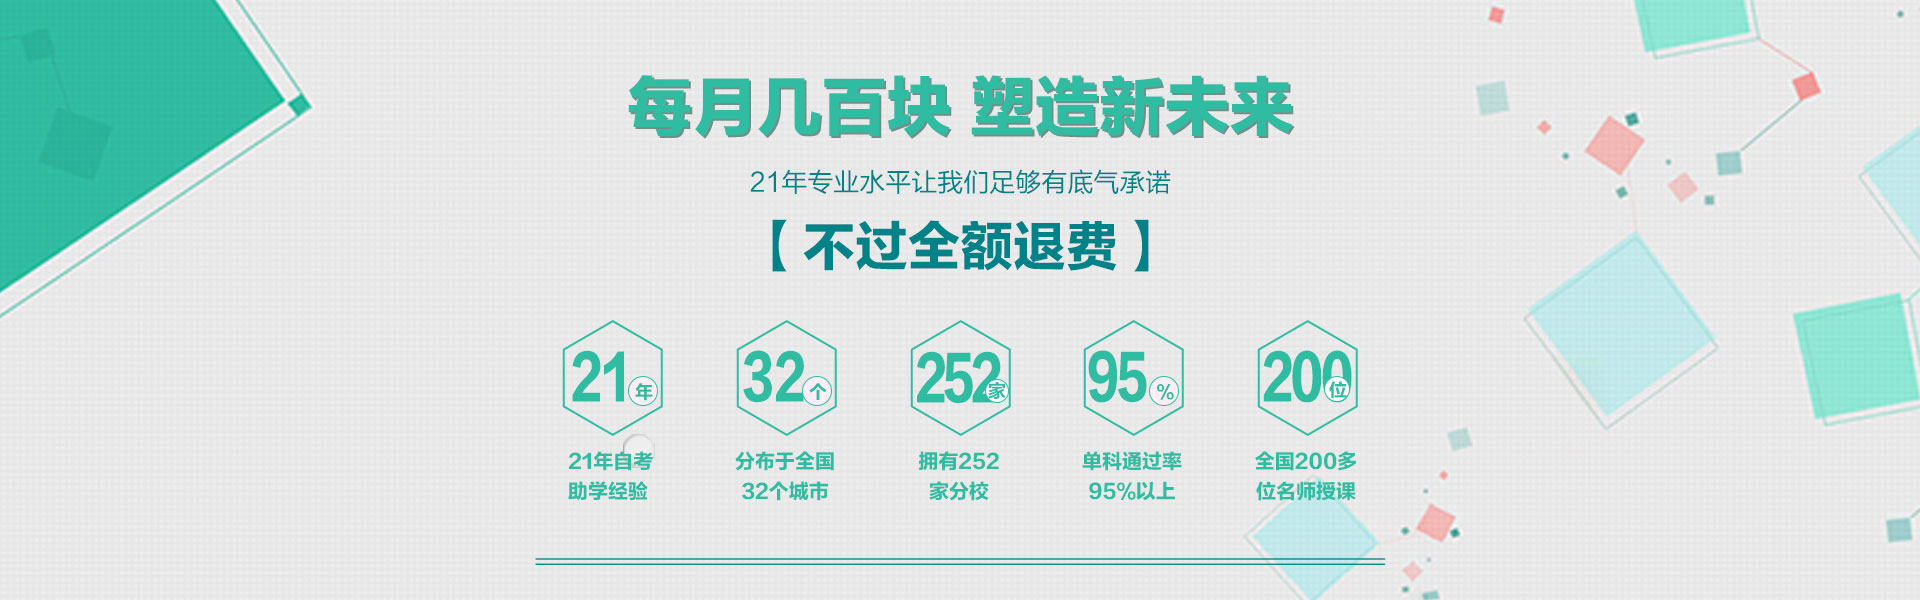 每月几百块 塑造新未来
21年专业水平让我们足够有底气承诺
【不过全额退费】
21年
32个
252家
95%
200位
21年自考
助学经验
分布于全国
32个城市
拥有252
家分校
单科通过率
95%以上
全国200多
位名师授课